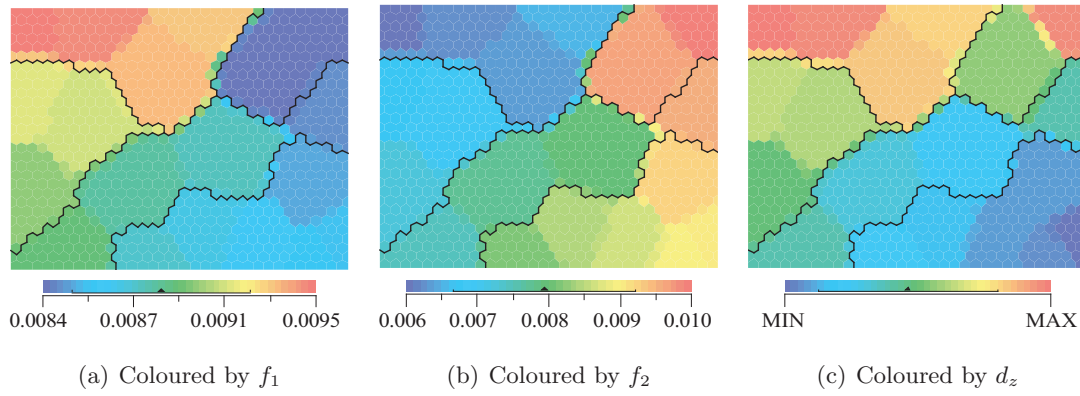 0.0084 0.0087 0.0091 0.0095
0.006 0.007 0.008 0.009 0.010
MIN MAX
(a) Coloured by f₁
(b) Coloured by f₂
(c) Coloured by d_z